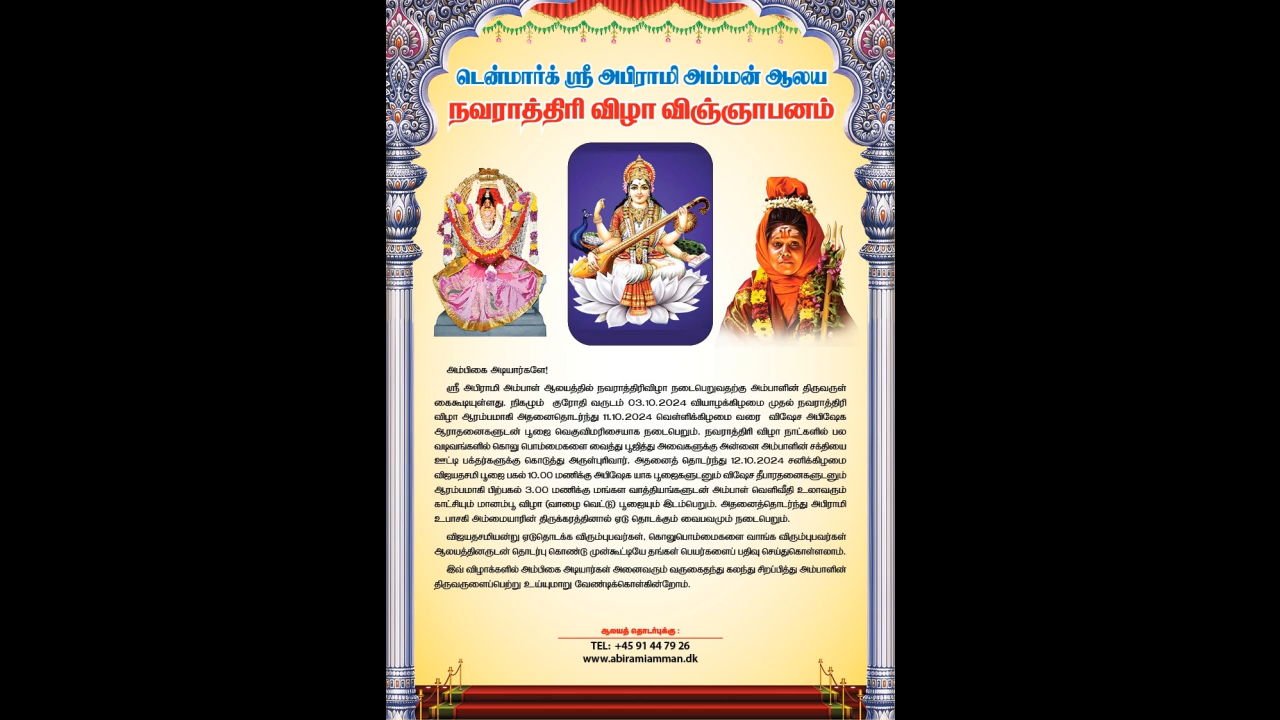 டென்மார்க் ஸ்ரீ அபிராமி அம்மன் ஆலய
நவராத்திரி விழா விஞ்ஞாபனம்
அம்பிகை அடியார்களே!
ஸ்ரீ அபிராமி அம்பாள் ஆலயத்தில் நவராத்திரிவிழா நடைபெறுவதற்கு அம்பாளின் திருவருள்
கைகூடியுள்ளது. நிகழும் குரோதி வருடம் 03.10.2024 வியாழக்கிழமை முதல் நவராத்திரி
விழா ஆரம்பமாகி அதனைதொடர்ந்து 11.10.2024 வெள்ளிக்கிழமை வரை விஷேச அபிஷேக
ஆராதனைகளுடன் பூஜை வெகுவிமரிசையாக நடைபெறும். நவராத்திரி விழா நாட்களில் பல
வடிவங்களில் கொலு பொம்மைகளை வைத்து பூஜித்து அவைகளுக்கு அன்னை அம்பாளின் சக்தியை
ஊட்டி பக்தர்களுக்கு கொடுத்து அருள்புரிவார். அதனைத் தொடர்ந்து 12.10.2024 சனிக்கிழமை
விஜயதசமி பூஜை பகல் 10.00 மணிக்கு அபிஷேக யாக பூஜைகளுடனும் விஷேச தீபாரதனைகளுடனும்
ஆரம்பமாகி பிற்பகல் 3.00 மணிக்கு மங்கள வாத்தியங்களுடன் அம்பாள் வெளிவீதி உலாவரும்
காட்சியும் மானம்பூ விழா (வாழை வெட்டு) பூஜையும் இடம்பெறும். அதனைத்தொடர்ந்து அபிராமி
உபாசகி அம்மையாரின் திருக்கரத்தினால் ஏடு தொடக்கும் வைபவமும் நடைபெறும்.
விஜயதசமியன்று ஏடுதொடக்க விரும்புபவர்கள், கொலுபொம்மைகளை வாங்க விரும்புபவர்கள்
ஆலயத்தினருடன் தொடர்பு கொண்டு முன்கூட்டியே தங்கள் பெயர்களைப் பதிவு செய்துகொள்ளலாம்.
இவ் விழாக்களில் அம்பிகை அடியார்கள் அனைவரும் வருகைதந்து கலந்து சிறப்பித்து அம்பாளின்
திருவருளைப்பெற்று உய்யுமாறு வேண்டிக்கொள்கின்றோம்.
ஆலயத் தொடர்புக்கு :
TEL: +45 91 44 79 26
www.abiramiamman.dk